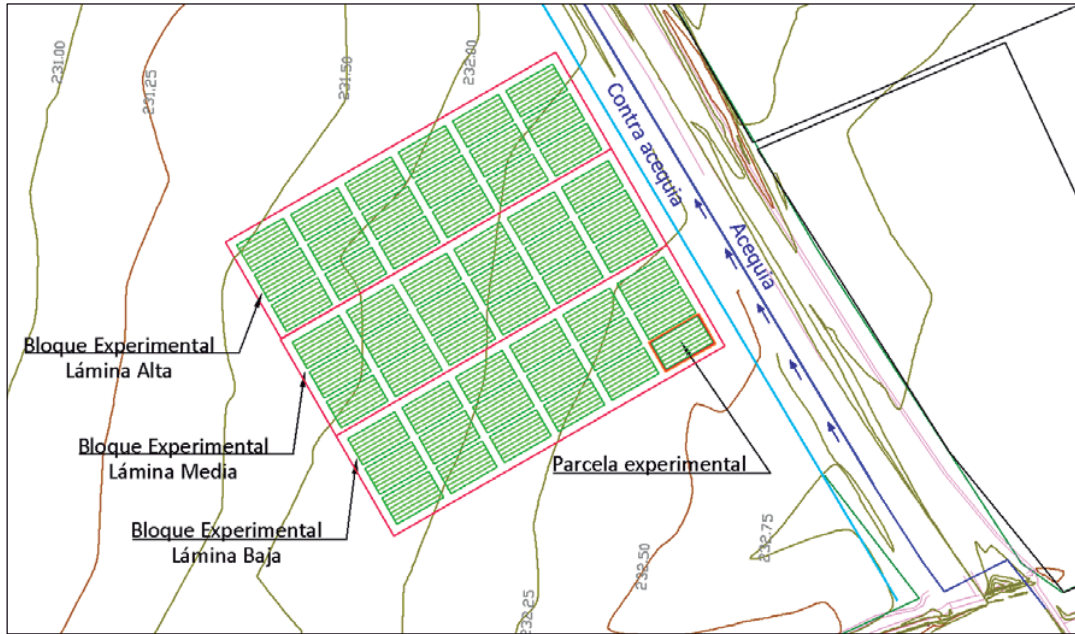 231.00
231.25
231.50
232.00
Contra acequia
Acequia
Bloque Experimental
Lámina Alta
Bloque Experimental
Lámina Media
Parcela experimental
Bloque Experimental
Lámina Baja
232.25
232.50
232.75